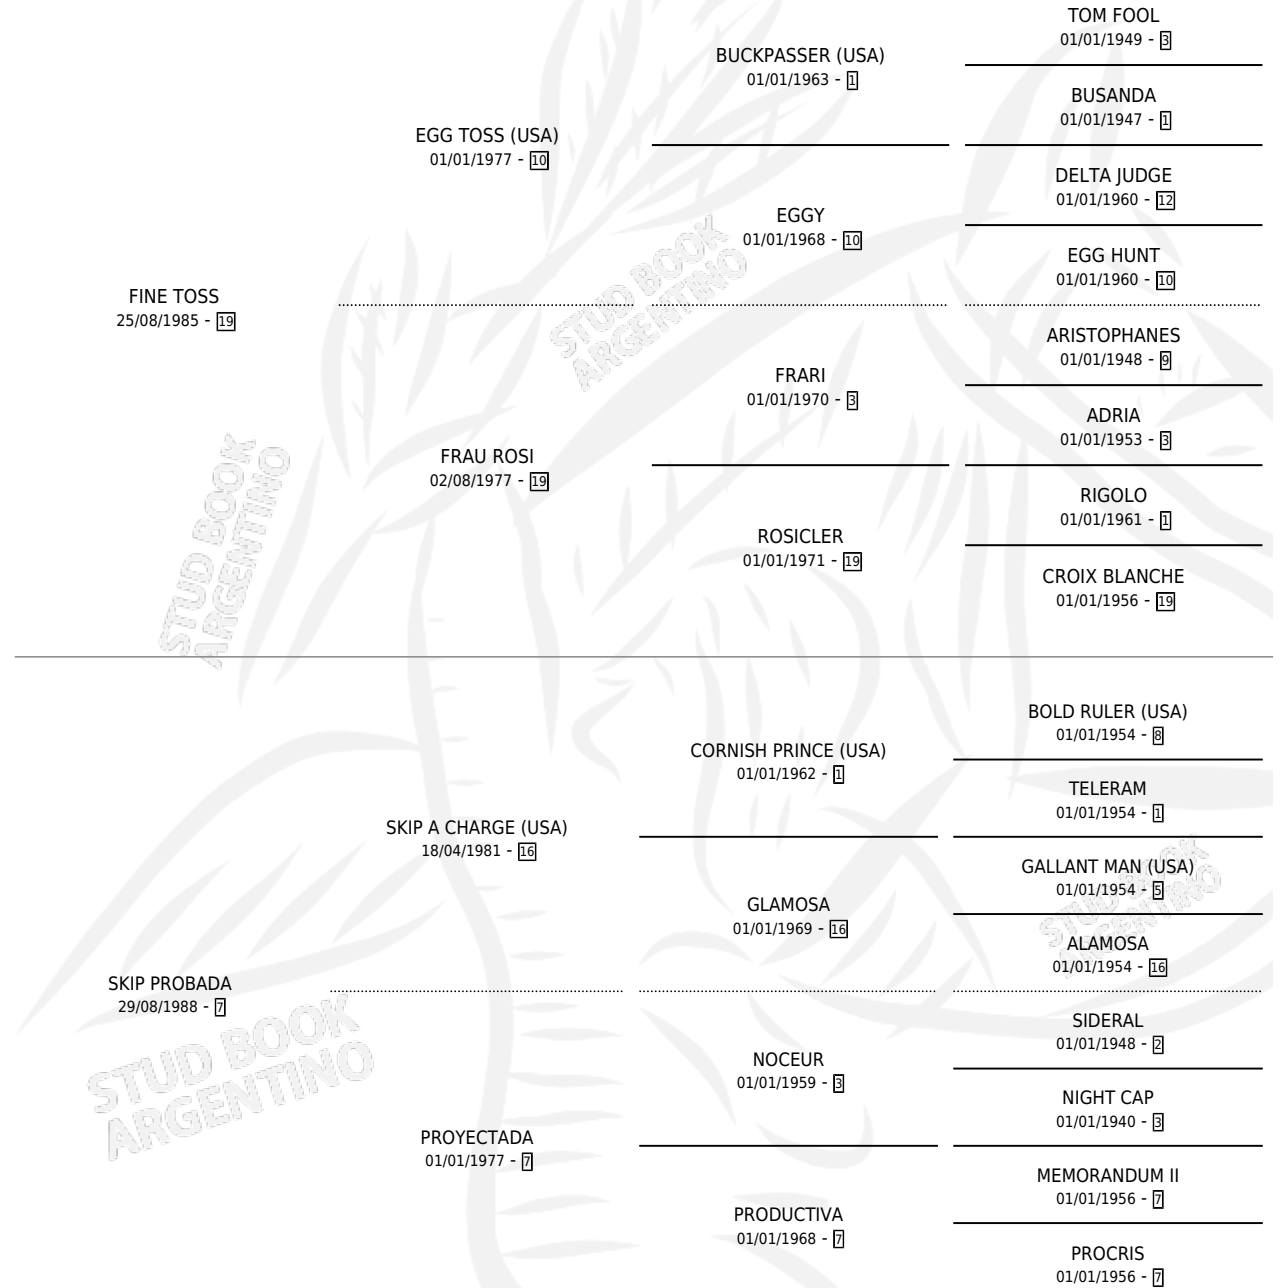 TOM FOOL
01/01/1949 - 3
BUCKPASSER (USA)
01/01/1963 - 1
BUSANDA
01/01/1947 - 1
EGG TOSS (USA)
01/01/1977 - 10
DELTA JUDGE
01/01/1960 - 12
EGGY
01/01/1968 - 10
EGG HUNT
01/01/1960 - 10
FINE TOSS
25/08/1985 - 19
ARISTOPHANES
01/01/1948 - 9
FRARI
01/01/1970 - 3
ADRIA
01/01/1953 - 3
FRAU ROSI
02/08/1977 - 19
RIGOLO
01/01/1961 - 1
ROSICLER
01/01/1971 - 19
CROIX BLANCHE
01/01/1956 - 19
BOLD RULER (USA)
01/01/1954 - 8
CORNISH PRINCE (USA)
01/01/1962 - 1
TELERAM
01/01/1954 - 1
SKIP A CHARGE (USA)
18/04/1981 - 16
GALLANT MAN (USA)
01/01/1954 - 5
GLAMOSA
01/01/1969 - 16
ALAMOSA
01/01/1954 - 16
SKIP PROBADA
29/08/1988 - 7
SIDERAL
01/01/1948 - 2
NOCEUR
01/01/1959 - 3
NIGHT CAP
01/01/1940 - 3
PROYECTADA
01/01/1977 - 7
MEMORANDUM II
01/01/1956 - 7
PRODUCTIVA
01/01/1968 - 7
PROCRIS
01/01/1956 - 7
STUD BOOK
ARGENTINO
STUD BOOK
ARGENTINO
STUD BOOK
ARGENTINO
STUD BOOK
ARGENTINO